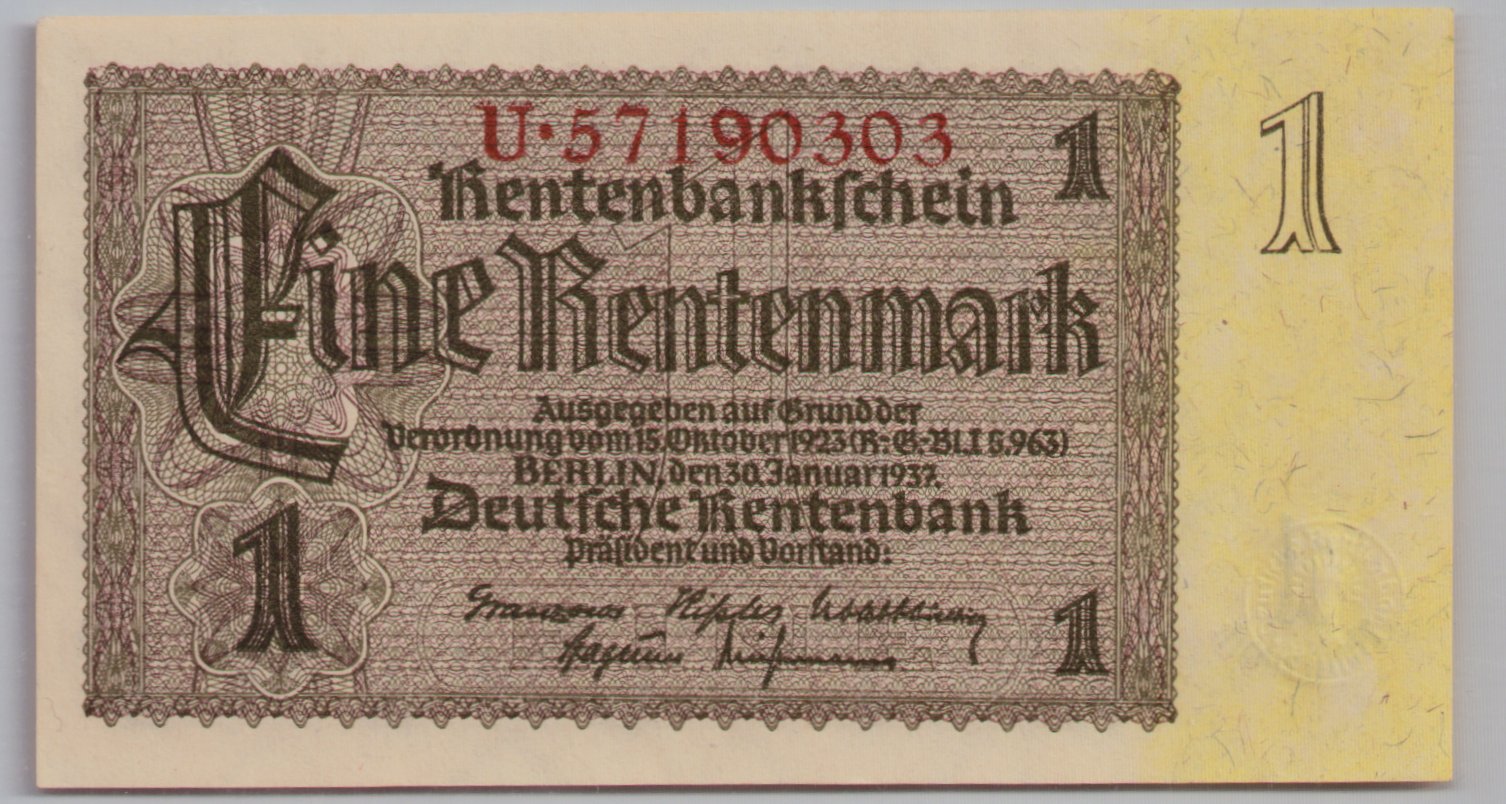 U·57190303
1
1
Rentenbankſchein
Eine Rentenmark
Ausgegeben auf Grund der
Verordnung vom 15. Oktober 1923 (R.-G.-Bl. I S. 963)
BERLIN, den 30. Januar 1937.
Deutſche Rentenbank
Präſident und Vorſtand:
1
1